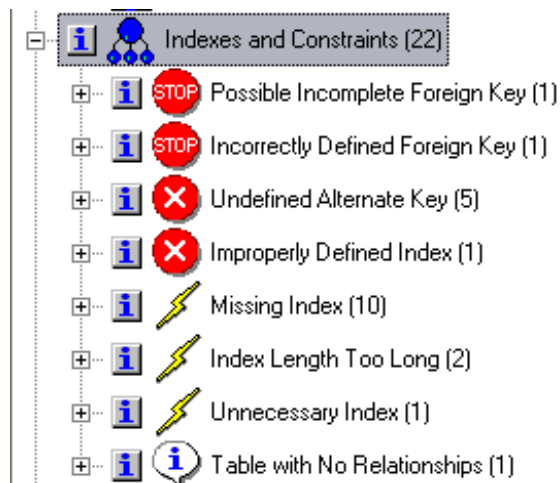 Indexes and Constraints (22)
STOP Possible Incomplete Foreign Key (1)
STOP Incorrectly Defined Foreign Key (1)
Undefined Alternate Key (5)
Improperly Defined Index (1)
Missing Index (10)
Index Length Too Long (2)
Unnecessary Index (1)
Table with No Relationships (1)